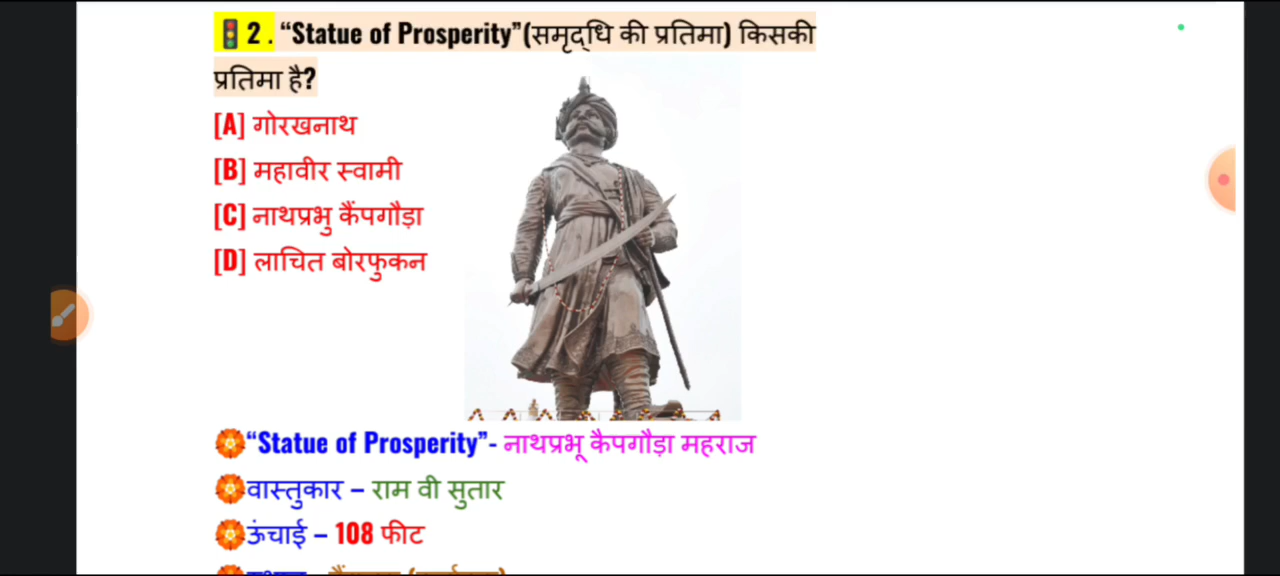 2 . “Statue of Prosperity”(समृद्धि की प्रतिमा) किसकी
प्रतिमा है?
[A] गोरखनाथ
[B] महावीर स्वामी
[C] नाथप्रभु कैंपगौड़ा
[D] लाचित बोरफुकन
“Statue of Prosperity”- नाथप्रभू कैपगौड़ा महराज
वास्तुकार – राम वी सुतार
ऊंचाई – 108 फीट